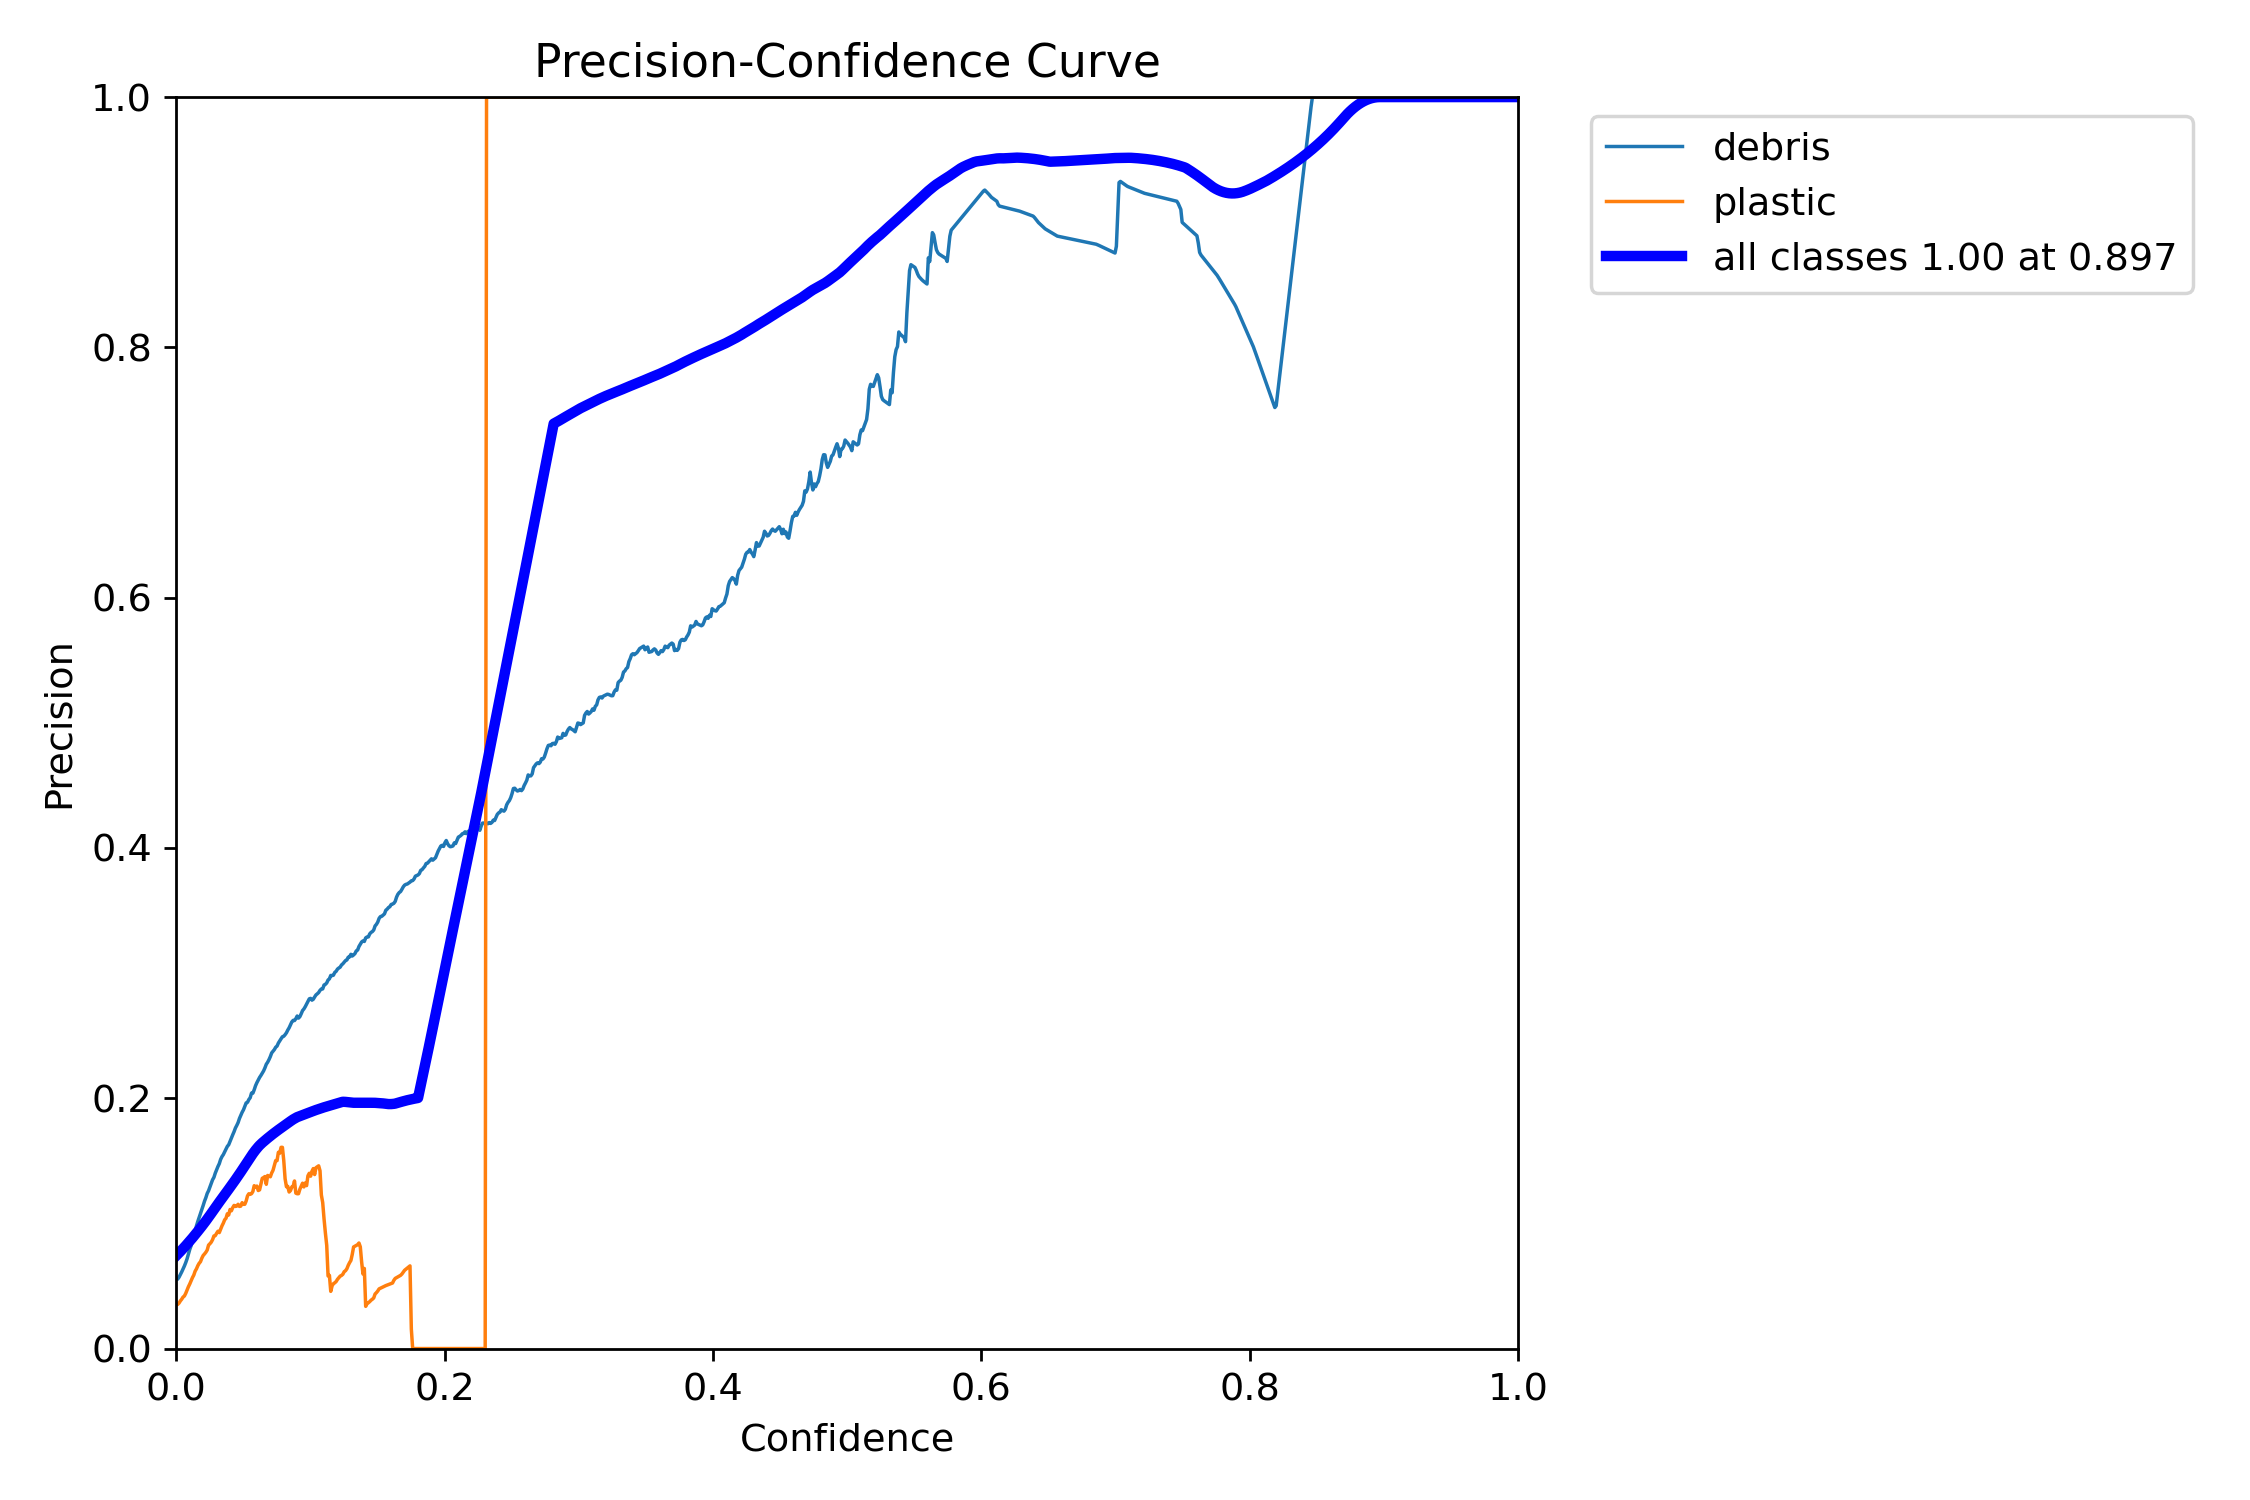 Precision-Confidence Curve
1.0
0.8
0.6
0.4
0.2
0.0
Precision
0.0 0.2 0.4 0.6 0.8 1.0
Confidence
debris
plastic
all classes 1.00 at 0.897